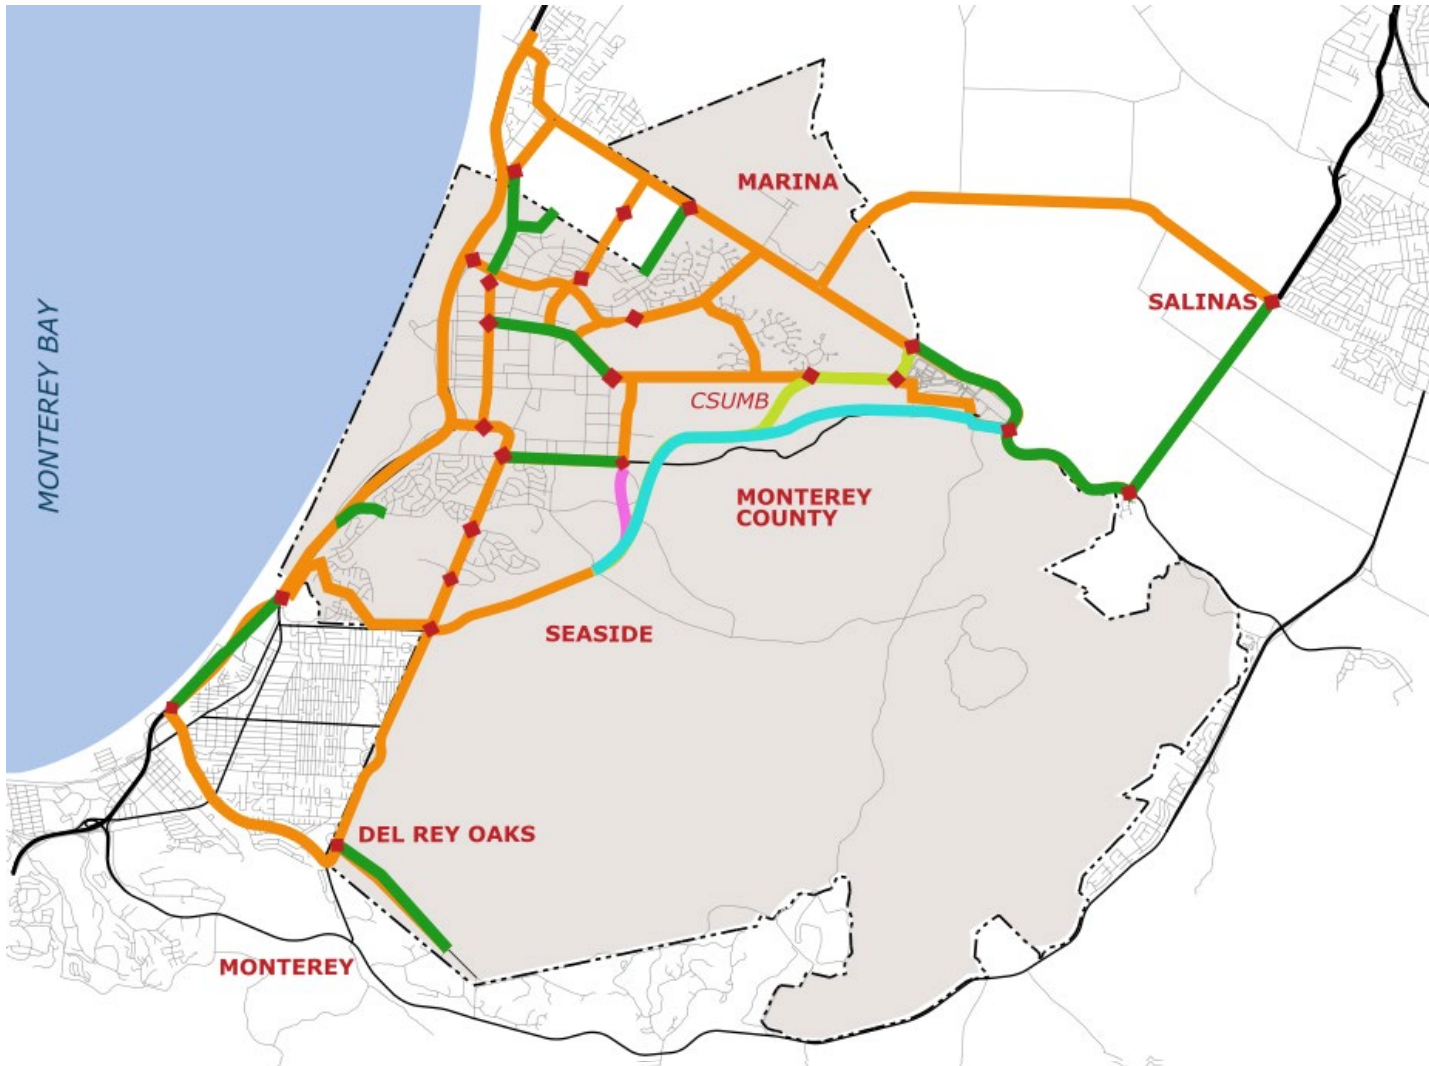 MARINA
SALINAS
MONTEREY BAY
CSUMB
MONTEREY
COUNTY
SEASIDE
DEL REY OAKS
MONTEREY